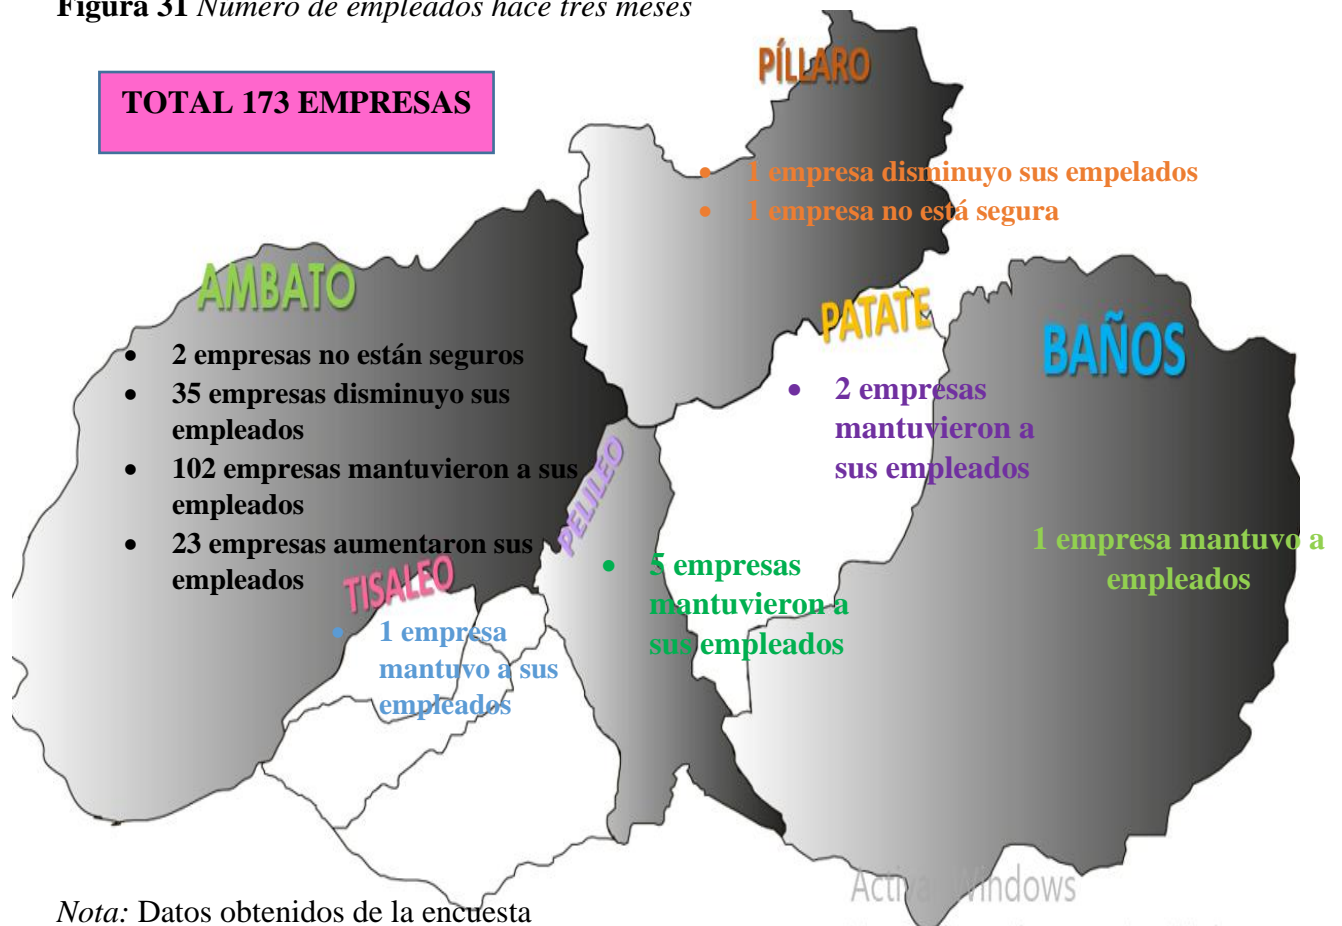 Figura 31 Número de empleados hace tres meses
TOTAL 173 EMPRESAS
PÍLLARO
• 1 empresa disminuyo sus empelados
• 1 empresa no está segura
AMBATO
• 2 empresas no están seguros
• 35 empresas disminuyo sus
empleados
• 102 empresas mantuvieron a sus
empleados
• 23 empresas aumentaron sus
empleados
PATATE
• 2 empresas
mantuvieron a
sus empleados
BAÑOS
1 empresa mantuvo a
empleados
PELILEO
• 5 empresas
mantuvieron a
sus empleados
TISALEO
• 1 empresa
mantuvo a sus
empleados
Activa Windows
Nota: Datos obtenidos de la encuesta